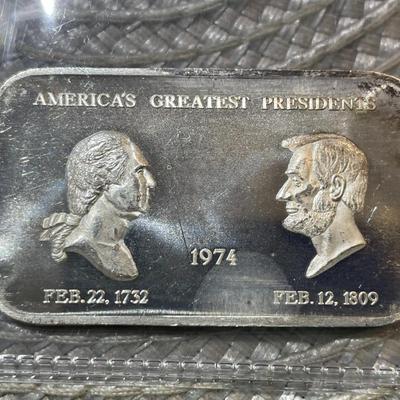 AMERICA'S GREATEST PRESIDENTS
1974
FEB. 22, 1732 FEB. 12, 1809